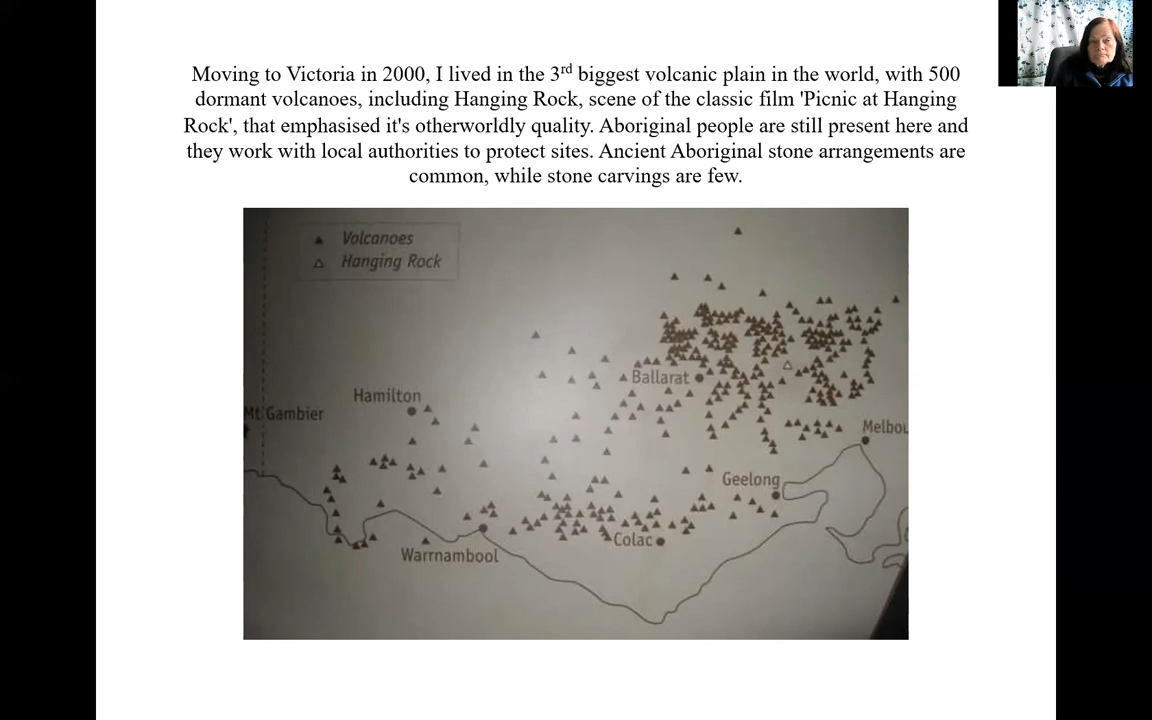 Moving to Victoria in 2000, I lived in the 3rd biggest volcanic plain in the world, with 500
dormant volcanoes, including Hanging Rock, scene of the classic film 'Picnic at Hanging
Rock', that emphasised it's otherworldly quality. Aboriginal people are still present here and
they work with local authorities to protect sites. Ancient Aboriginal stone arrangements are
common, while stone carvings are few.
Volcanoes
Hanging Rock
Ballarat
Hamilton
Mt Gambier
Melbou
Geelong
Colac
Warrnambool